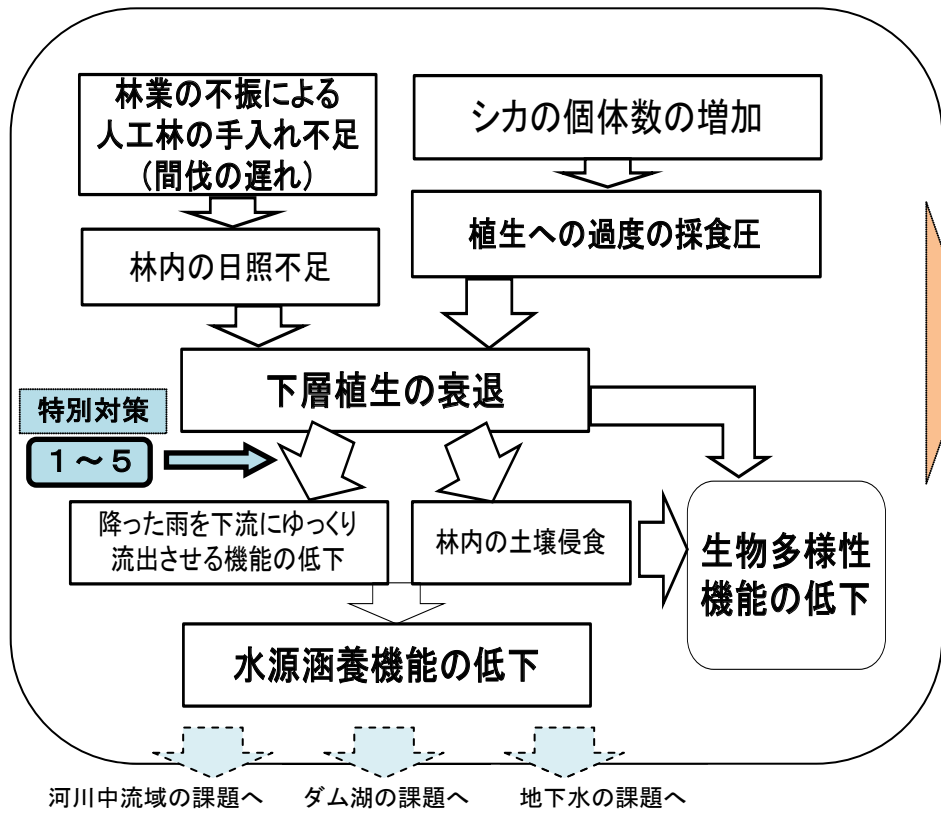 林業の不振による
人工林の手入れ不足
（間伐の遅れ）
シカの個体数の増加
林内の日照不足
植生への過度の採食圧
下層植生の衰退
特別対策
１～５
降った雨を下流にゆっくり
流出させる機能の低下
林内の土壌侵食
生物多様性
機能の低下
水源涵養機能の低下
河川中流域の課題へ
ダム湖の課題へ
地下水の課題へ